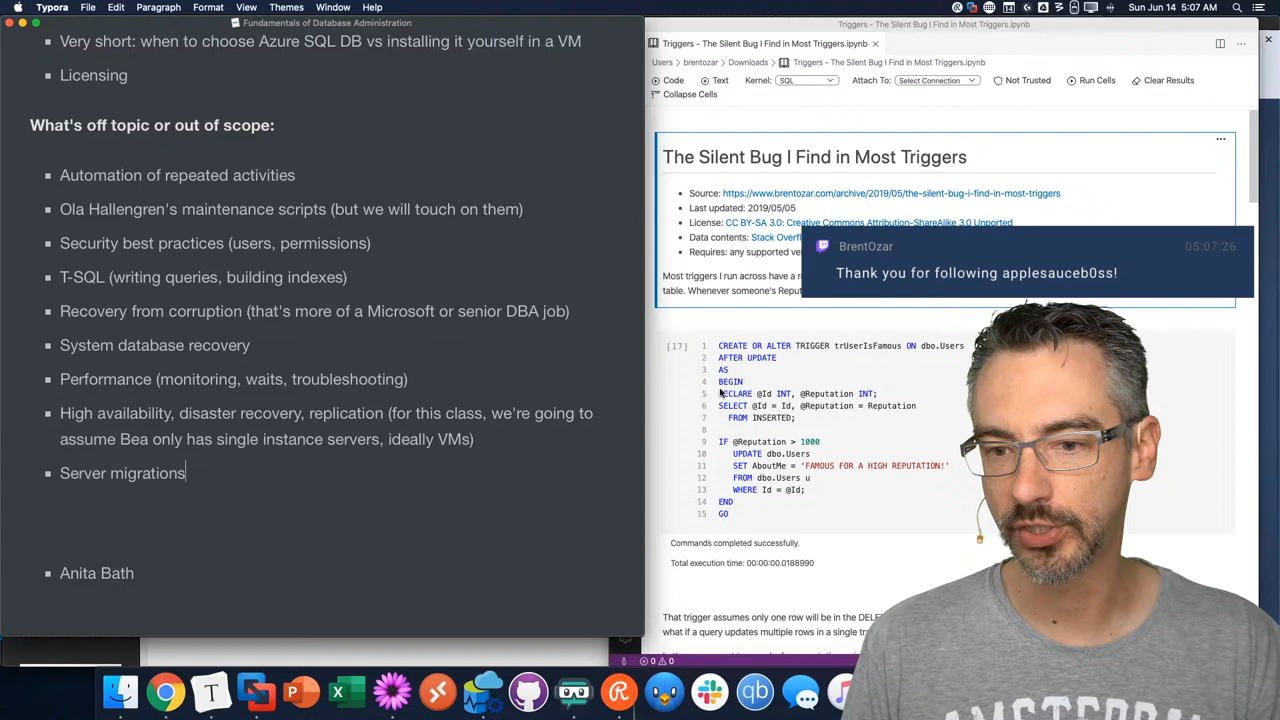 Typora File Edit Paragraph Format View Themes Window Help
Sun Jun 14 5:07 AM
Fundamentals of Database Administration
Very short: when to choose Azure SQL DB vs installing it yourself in a VM
Licensing
What's off topic or out of scope:
Automation of repeated activities
Ola Hallengren's maintenance scripts (but we will touch on them)
Security best practices (users, permissions)
T-SQL (writing queries, building indexes)
Recovery from corruption (that's more of a Microsoft or senior DBA job)
System database recovery
Performance (monitoring, waits, troubleshooting)
High availability, disaster recovery, replication (for this class, we're going to
assume Bea only has single instance servers, ideally VMs)
Server migrations
Anita Bath
Triggers - The Silent Bug I Find in Most Triggers.ipynb
Triggers - The Silent Bug I Find in Most Triggers.ipynb
Users > brentozar > Downloads > Triggers - The Silent Bug I Find in Most Triggers.ipynb
Code Text Kernel: SQL Attach To: Select Connection Not Trusted Run Cells Clear Results
Collapse Cells
The Silent Bug I Find in Most Triggers
Source: https://www.brentozar.com/archive/2019/05/the-silent-bug-i-find-in-most-triggers
Last updated: 2019/05/05
License: CC BY-SA 3.0: Creative Commons Attribution-ShareAlike 3.0 Unported
Data contents: Stack
Requires: any supported
Most triggers I run across have a
table. Whenever someone's
BrentOzar 05:07:26
Thank you for following applesauceb0ss!
[17]
1 CREATE OR ALTER TRIGGER trUserIsFamous ON dbo.Users
2 AFTER UPDATE
3 AS
4 BEGIN
5 DECLARE @Id INT, @Reputation INT;
6 SELECT @Id = Id, @Reputation = Reputation
7 FROM INSERTED;
8
9 IF @Reputation > 1000
10 UPDATE dbo.Users
11 SET AboutMe = 'FAMOUS FOR A HIGH REPUTATION!'
12 FROM dbo.Users u
13 WHERE Id = @Id;
14 END
15 GO
Commands completed successfully.
Total execution time: 00:00:00.0188990
That trigger assumes only one row will be in the
what if a query updates multiple rows in a single
0 0